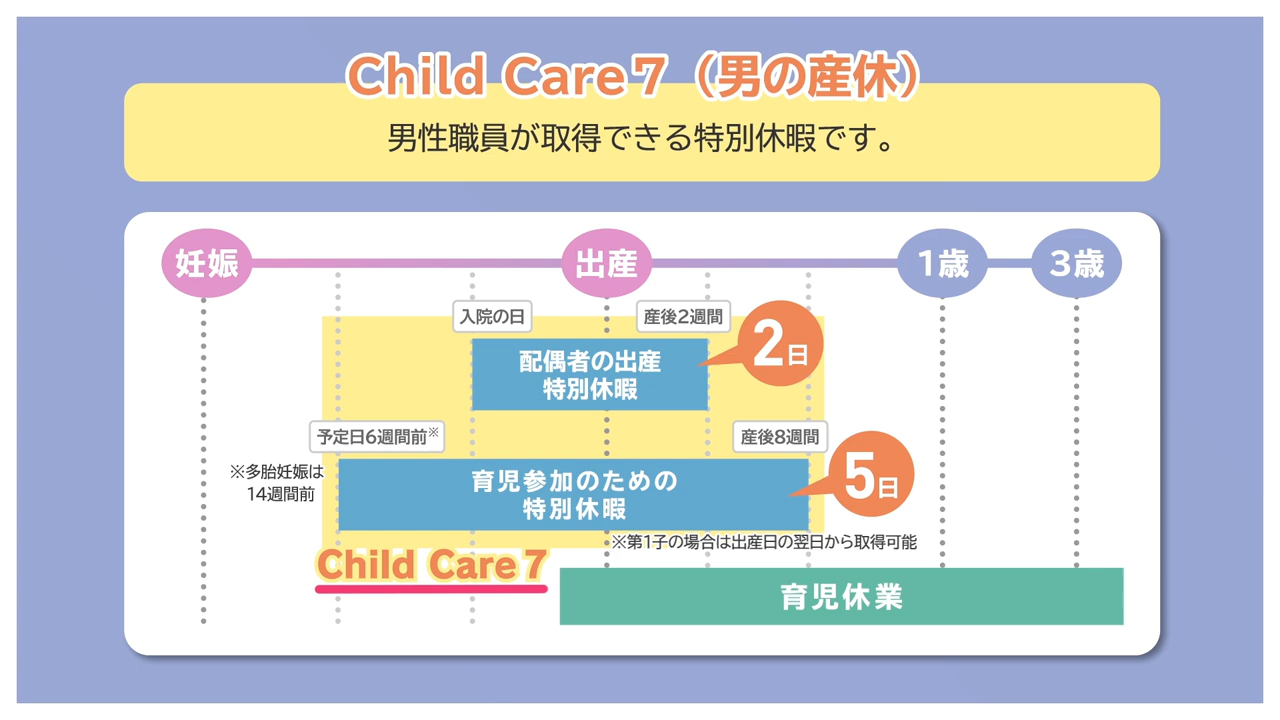 Child Care7（男の産休）
男性職員が取得できる特別休暇です。
妊娠
出産
1歳
3歳
入院の日
産後2週間
2日
配偶者の出産
特別休暇
予定日6週間前※
産後8週間
※多胎妊娠は
14週間前
育児参加のための
特別休暇
5日
※第1子の場合は出産日の翌日から取得可能
Child Care7
育児休業